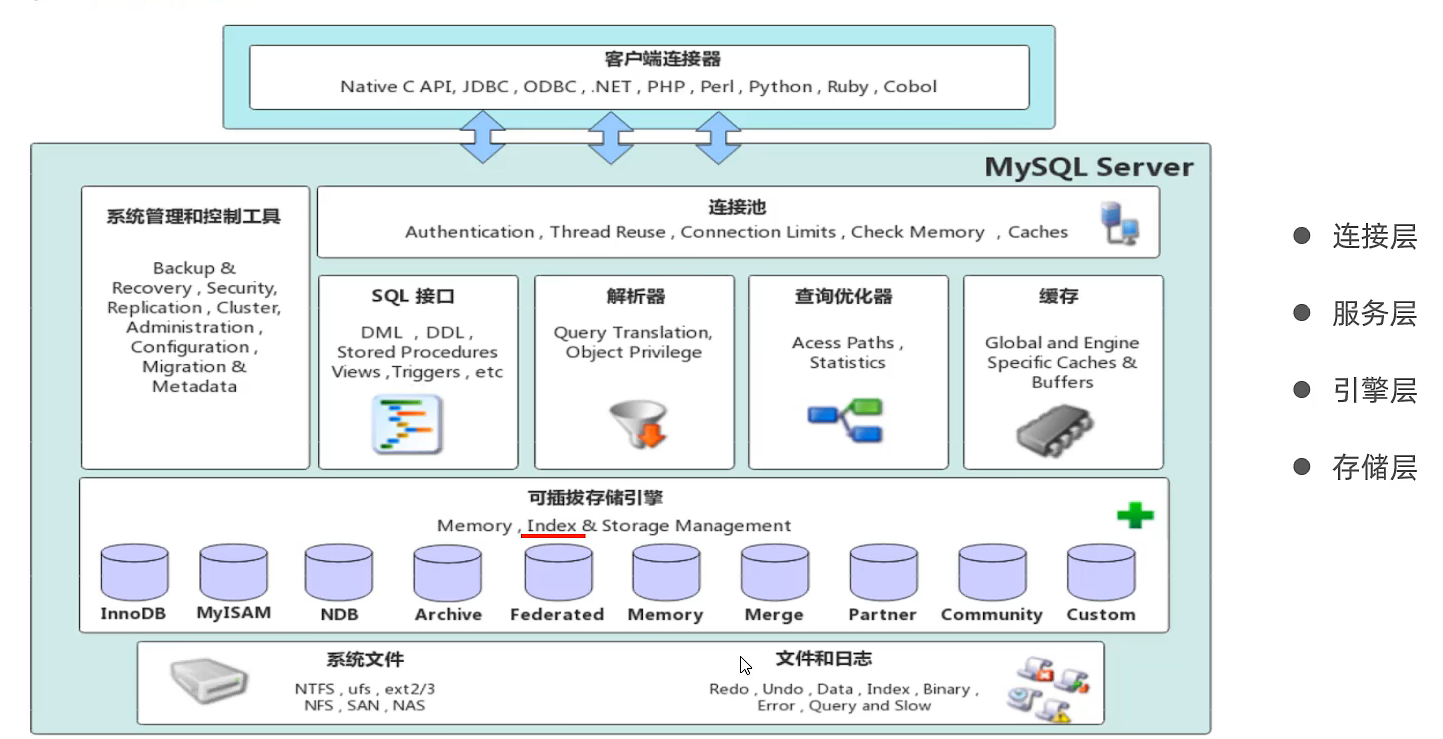 客户端连接器
Native C API, JDBC , ODBC , .NET , PHP , Perl , Python , Ruby , Cobol
MySQL Server
系统管理和控制工具
Backup &
Recovery , Security,
Replication , Cluster,
Administration ,
Configuration ,
Migration &
Metadata
连接池
Authentication , Thread Reuse , Connection Limits , Check Memory , Caches
SQL 接口
DML , DDL ,
Stored Procedures
Views ,Triggers , etc
解析器
Query Translation,
Object Privilege
查询优化器
Acess Paths ,
Statistics
缓存
Global and Engine
Specific Caches &
Buffers
可插拔存储引擎
Memory , Index & Storage Management
InnoDB
MyISAM
NDB
Archive
Federated
Memory
Merge
Partner
Community
Custom
系统文件
NTFS , ufs , ext2/3
NFS , SAN , NAS
文件和日志
Redo , Undo , Data , Index , Binary ,
Error , Query and Slow
连接层
服务层
引擎层
存储层